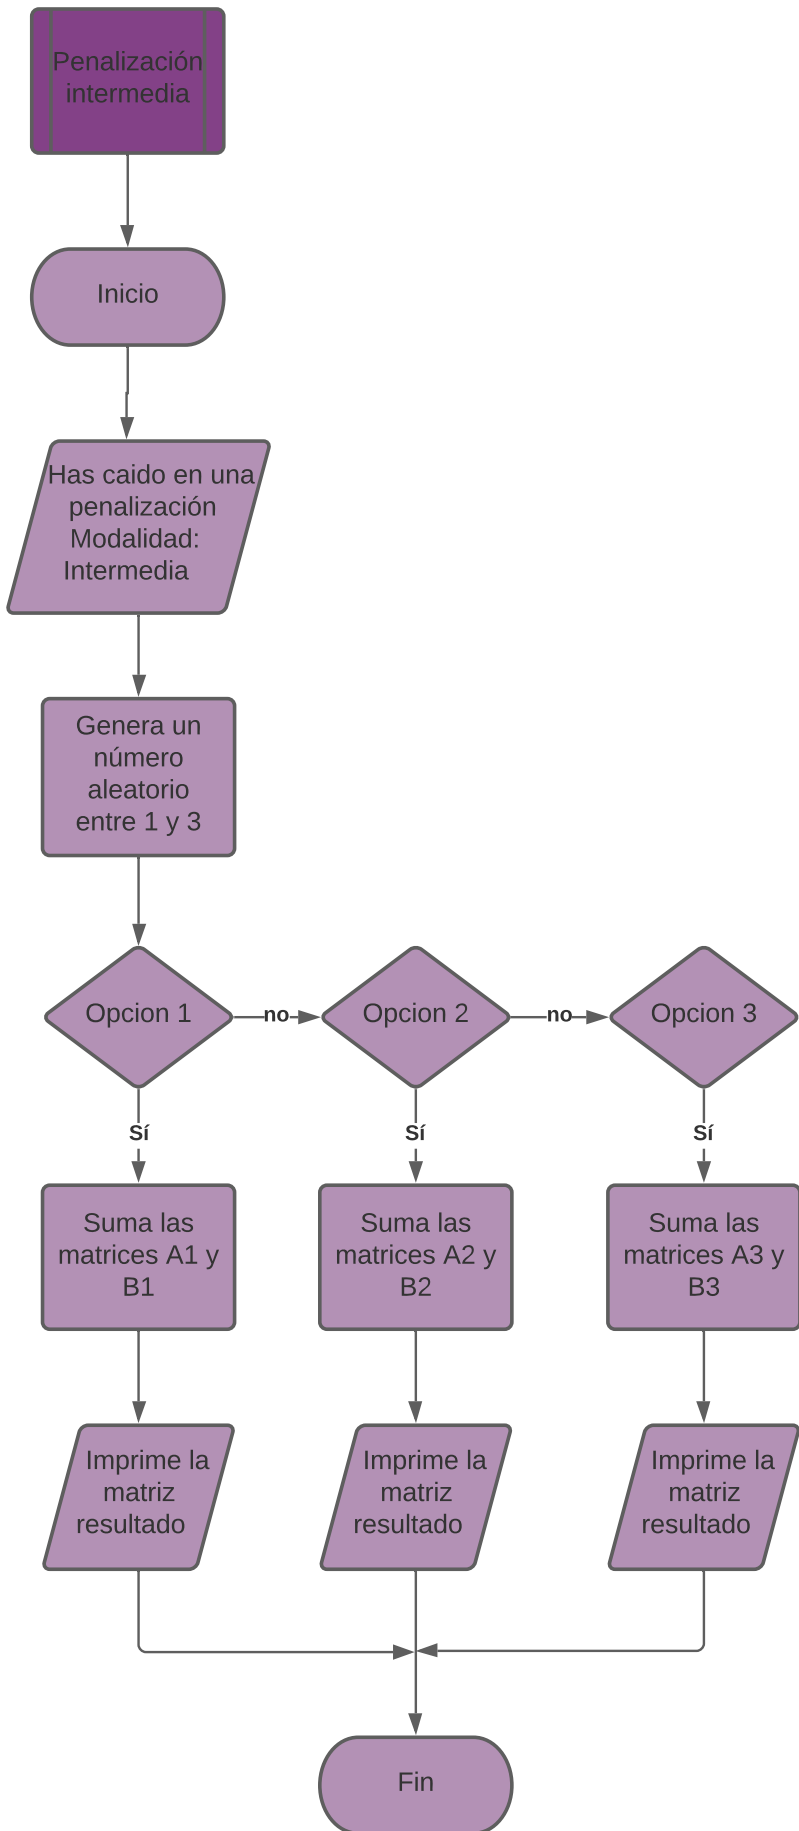 Penalización
intermedia
Inicio
Has caido en una
penalización
Modalidad:
Intermedia
Genera un
número
aleatorio
entre 1 y 3
Opcion 1
no
Opcion 2
no
Opcion 3
Sí
Sí
Sí
Suma las
matrices A1 y
B1
Suma las
matrices A2 y
B2
Suma las
matrices A3 y
B3
Imprime la
matriz
resultado
Imprime la
matriz
resultado
Imprime la
matriz
resultado
Fin